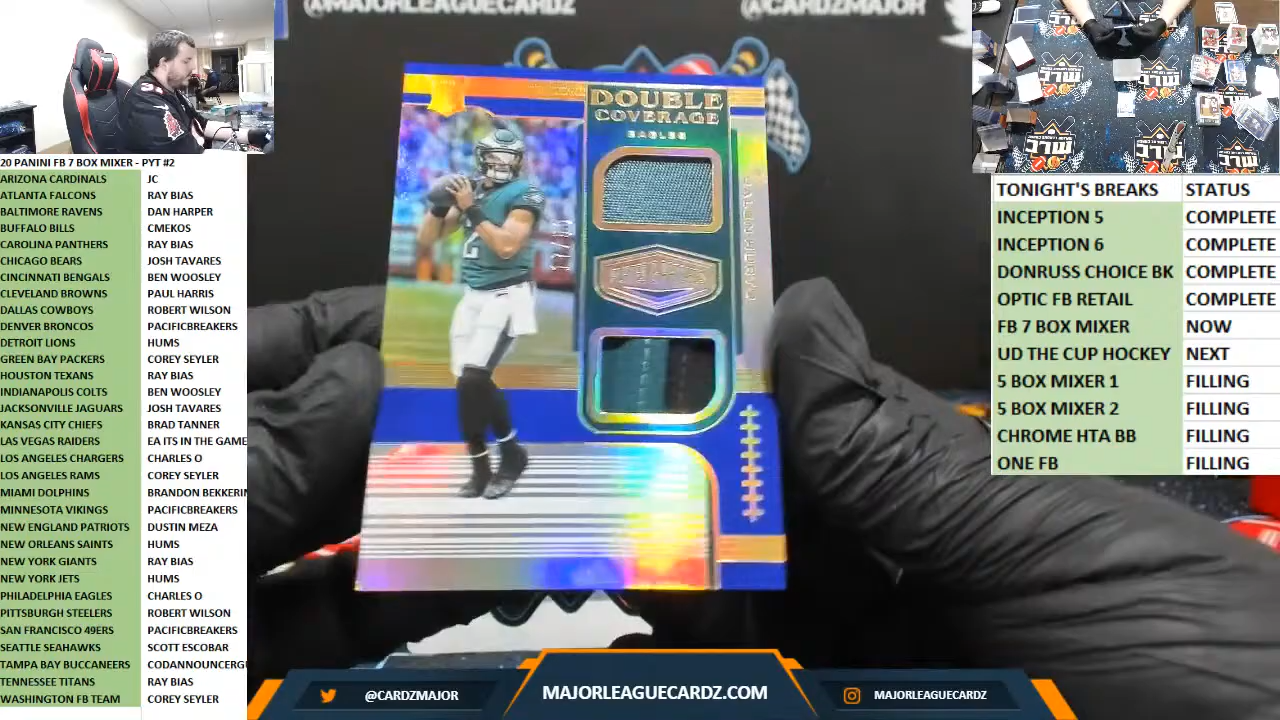 @MAJORLEAGUECARDZ
@CARDZMAJOR
20 PANINI FB 7 BOX MIXER - PYT #2
ARIZONA CARDINALS JC
ATLANTA FALCONS RAY BIAS
BALTIMORE RAVENS DAN HARPER
BUFFALO BILLS CMEKOS
CAROLINA PANTHERS RAY BIAS
CHICAGO BEARS JOSH TAVARES
CINCINNATI BENGALS BEN WOOSLEY
CLEVELAND BROWNS PAUL HARRIS
DALLAS COWBOYS ROBERT WILSON
DENVER BRONCOS PACIFICBREAKERS
DETROIT LIONS HUMS
GREEN BAY PACKERS COREY SEYLER
HOUSTON TEXANS RAY BIAS
INDIANAPOLIS COLTS BEN WOOSLEY
JACKSONVILLE JAGUARS JOSH TAVARES
KANSAS CITY CHIEFS BRAD TANNER
LAS VEGAS RAIDERS EA ITS IN THE GAME
LOS ANGELES CHARGERS CHARLES O
LOS ANGELES RAMS COREY SEYLER
MIAMI DOLPHINS BRANDON BEKKERIN
MINNESOTA VIKINGS PACIFICBREAKERS
NEW ENGLAND PATRIOTS DUSTIN MEZA
NEW ORLEANS SAINTS HUMS
NEW YORK GIANTS RAY BIAS
NEW YORK JETS HUMS
PHILADELPHIA EAGLES CHARLES O
PITTSBURGH STEELERS ROBERT WILSON
SAN FRANCISCO 49ERS PACIFICBREAKERS
SEATTLE SEAHAWKS SCOTT ESCOBAR
TAMPA BAY BUCCANEERS CODANNOUNCERGU
TENNESSEE TITANS RAY BIAS
WASHINGTON FB TEAM COREY SEYLER
DOUBLE
COVERAGE
EAGLES
2
TONIGHT'S BREAKS STATUS
INCEPTION 5 COMPLETE
INCEPTION 6 COMPLETE
DONRUSS CHOICE BK COMPLETE
OPTIC FB RETAIL COMPLETE
FB 7 BOX MIXER NOW
UD THE CUP HOCKEY NEXT
5 BOX MIXER 1 FILLING
5 BOX MIXER 2 FILLING
CHROME HTA BB FILLING
ONE FB FILLING
@CARDZMAJOR
MAJORLEAGUECARDZ.COM
MAJORLEAGUECARDZ